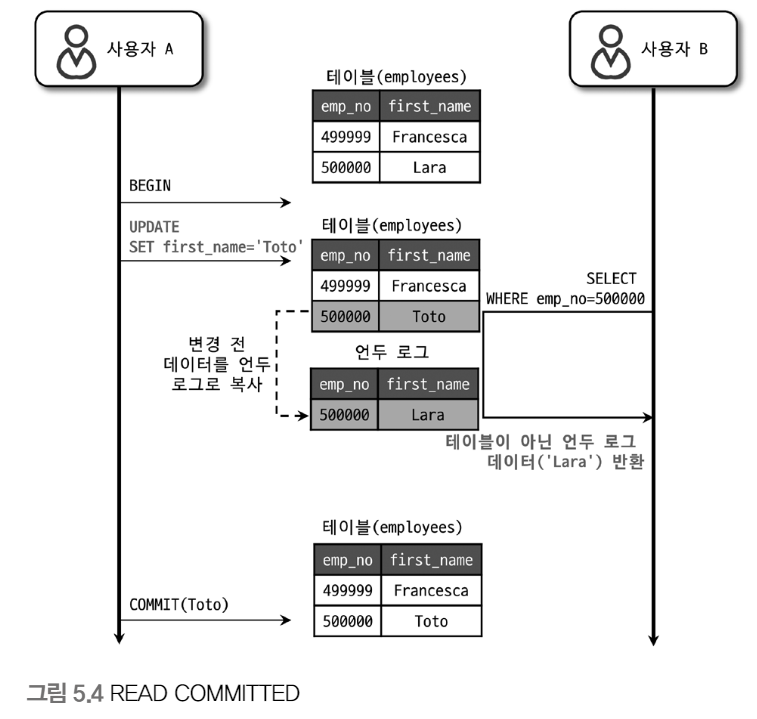 사용자 A
사용자 B
테이블(employees)
emp_no first_name
499999 Francesca
500000 Lara
BEGIN
UPDATE
SET first_name='Toto'
테이블(employees)
emp_no first_name
499999 Francesca
500000 Toto
SELECT
WHERE emp_no=500000
변경 전
데이터를 언두
로그로 복사
언두 로그
emp_no first_name
500000 Lara
테이블이 아닌 언두 로그
데이터('Lara') 반환
테이블(employees)
emp_no first_name
499999 Francesca
500000 Toto
COMMIT(Toto)
그림 5.4 READ COMMITTED